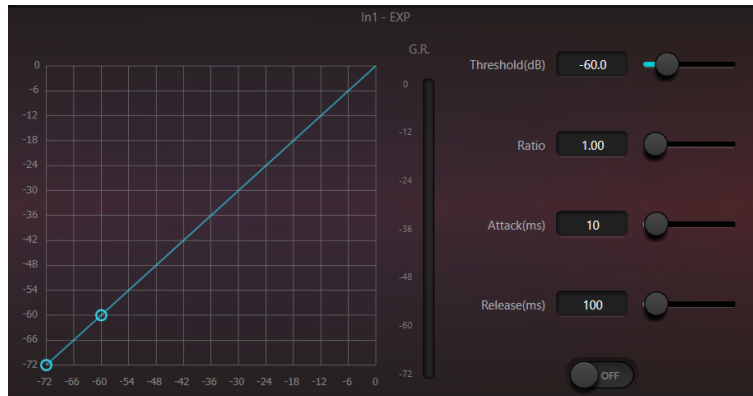 In1 - EXP
G.R.
0
-6
-12
-18
-24
-30
-36
-42
-48
-54
-60
-66
-72
-72 -66 -60 -54 -48 -42 -36 -30 -24 -18 -12 -6 0
0
-12
-24
-36
-48
-60
-72
Threshold(dB) -60.0
Ratio 1.00
Attack(ms) 10
Release(ms) 100
OFF